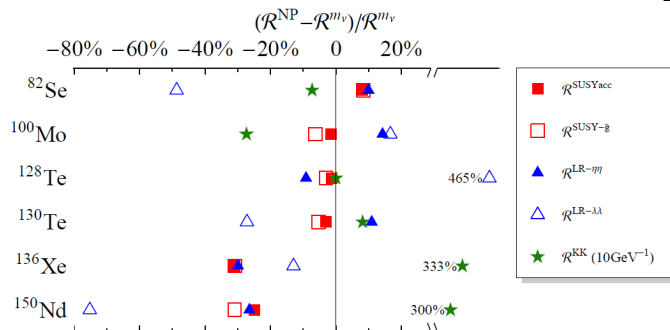 (𝓡^NP−𝓡^mν)/𝓡^mν
−80% −60% −40% −20% 0 20%
⁸²Se
¹⁰⁰Mo
¹²⁸Te 465%
¹³⁰Te
¹³⁶Xe 333%
¹⁵⁰Nd 300%
𝓡^SUSYacc
𝓡^SUSY−g̃
𝓡^LR−ηη
𝓡^LR−λλ
𝓡^KK (10GeV⁻¹)